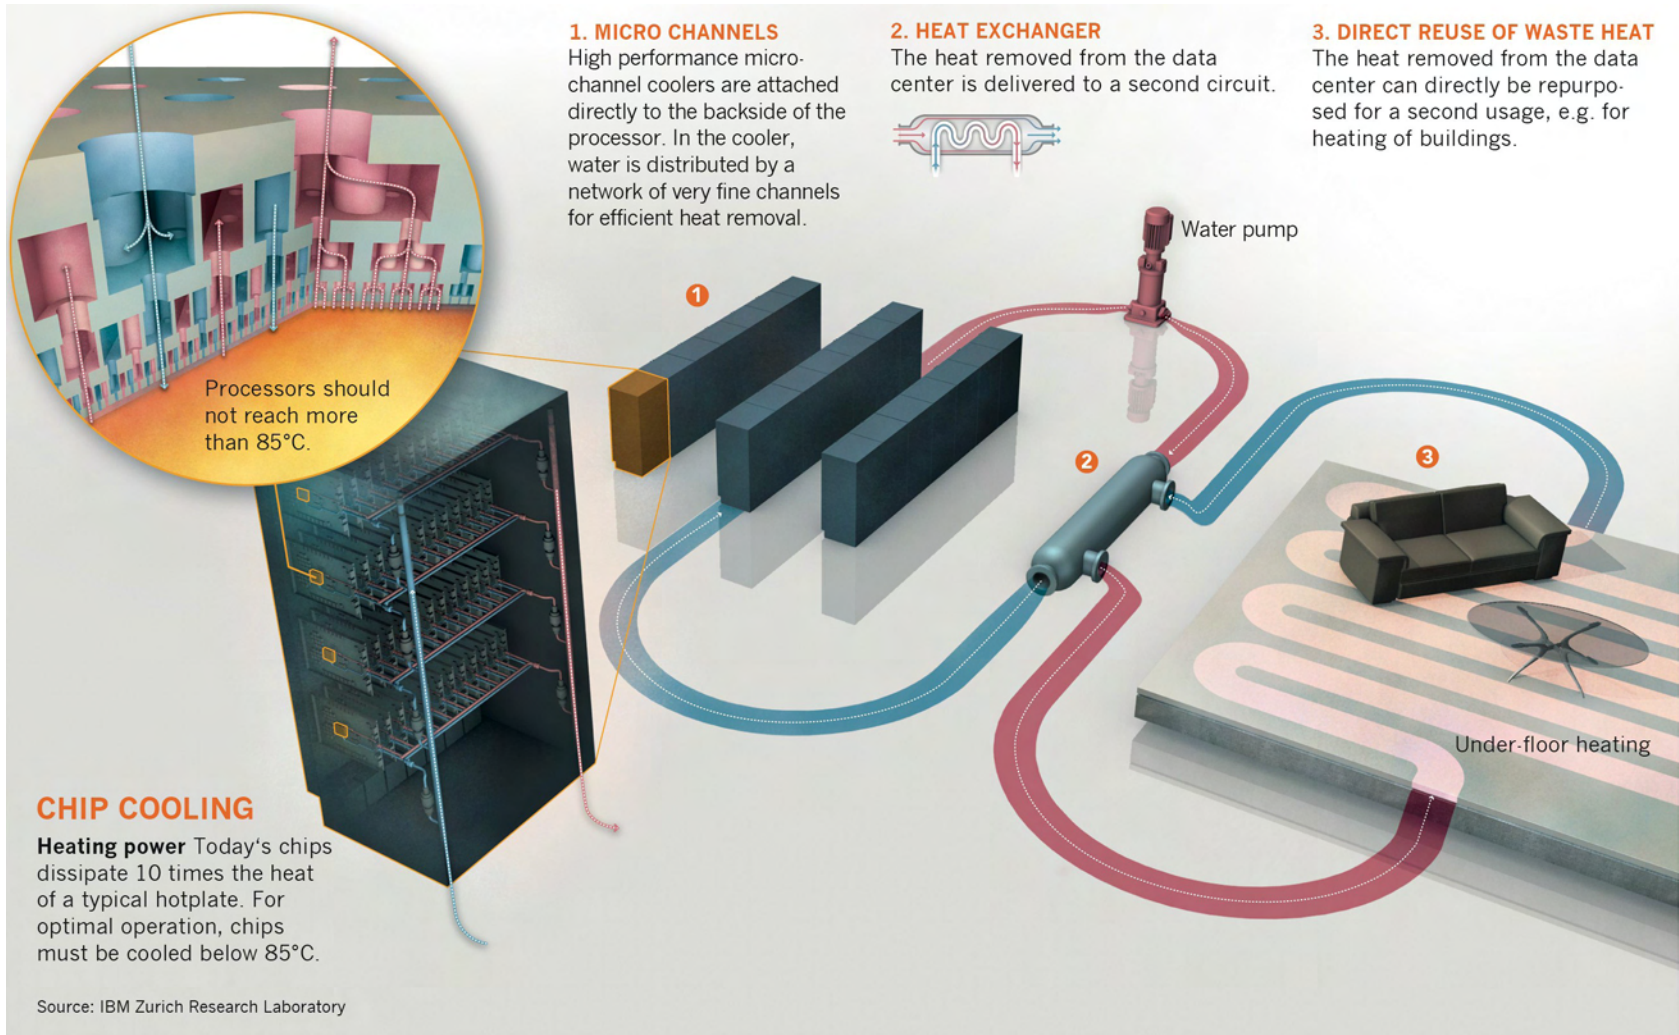 1. MICRO CHANNELS
High performance micro-
channel coolers are attached
directly to the backside of the
processor. In the cooler,
water is distributed by a
network of very fine channels
for efficient heat removal.
2. HEAT EXCHANGER
The heat removed from the data
center is delivered to a second circuit.
3. DIRECT REUSE OF WASTE HEAT
The heat removed from the data
center can directly be repurpo-
sed for a second usage, e.g. for
heating of buildings.
Water pump
1
2
3
Processors should
not reach more
than 85°C.
Under-floor heating
CHIP COOLING
Heating power Today‘s chips
dissipate 10 times the heat
of a typical hotplate. For
optimal operation, chips
must be cooled below 85°C.
Source: IBM Zurich Research Laboratory